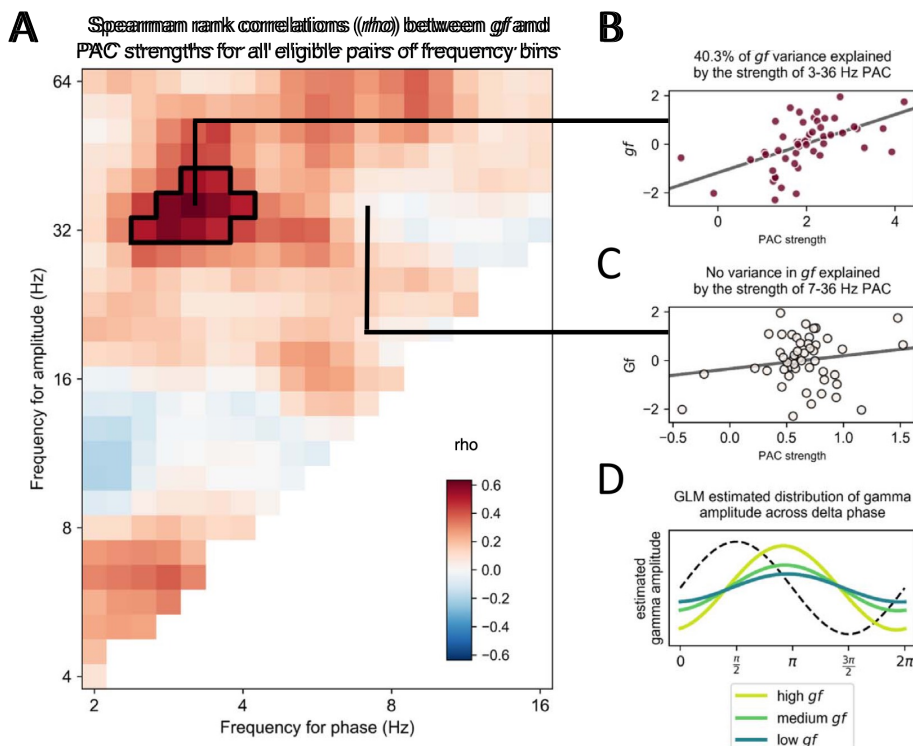 A
Spearman rank correlations (rho) between gf and
PAC strengths for all eligible pairs of frequency bins
64
32
16
8
4
Frequency for amplitude (Hz)
2
4
8
16
Frequency for phase (Hz)
rho
0.6
0.4
0.2
0.0
−0.2
−0.4
−0.6
B
40.3% of gf variance explained
by the strength of 3-36 Hz PAC
2
0
−2
gf
0
2
4
PAC strength
C
No variance in gf explained
by the strength of 7-36 Hz PAC
2
0
−2
Gf
−0.5
0.0
0.5
1.0
1.5
PAC strength
D
GLM estimated distribution of gamma
amplitude across delta phase
estimated
gamma amplitude
0
π/2
π
3π/2
2π
high gf
medium gf
low gf